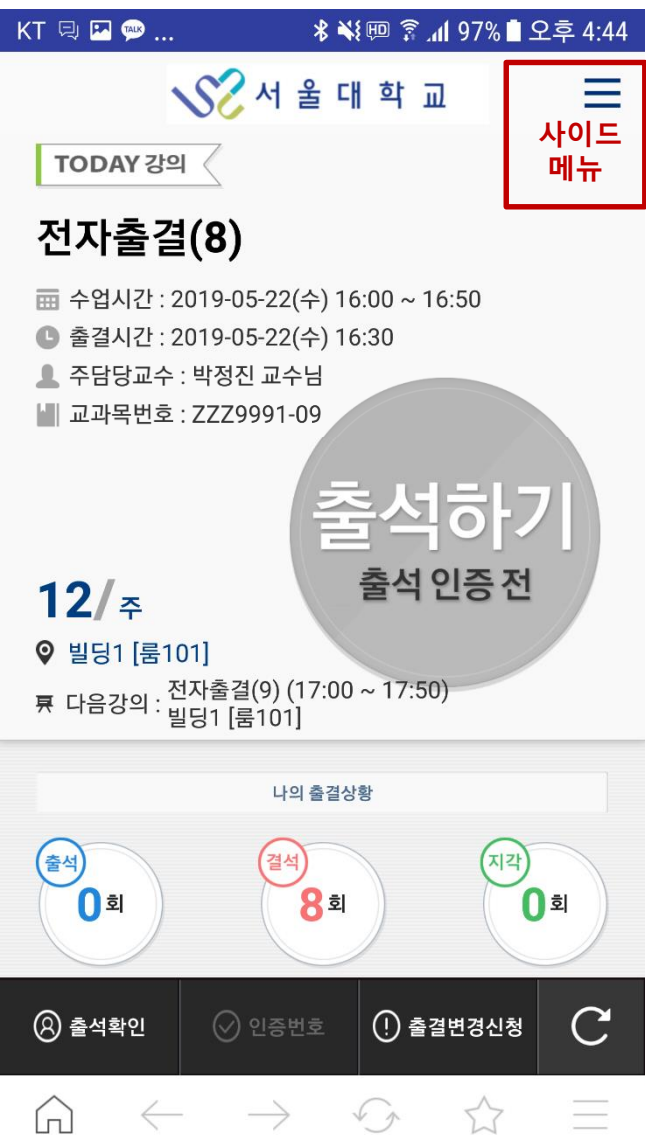 KT TALK ... HD 97% 오후 4:44
서울대학교
사이드
메뉴
TODAY 강의
전자출결(8)
수업시간 : 2019-05-22(수) 16:00 ~ 16:50
출결시간 : 2019-05-22(수) 16:30
주담당교수 : 박정진 교수님
교과목번호 : ZZZ9991-09
출석하기
출석 인증 전
12/ 주
빌딩1 [룸101]
다음강의 : 전자출결(9) (17:00 ~ 17:50)
빌딩1 [룸101]
나의 출결상황
출석 결석 지각
0회 8회 0회
출석확인 인증번호 출결변경신청